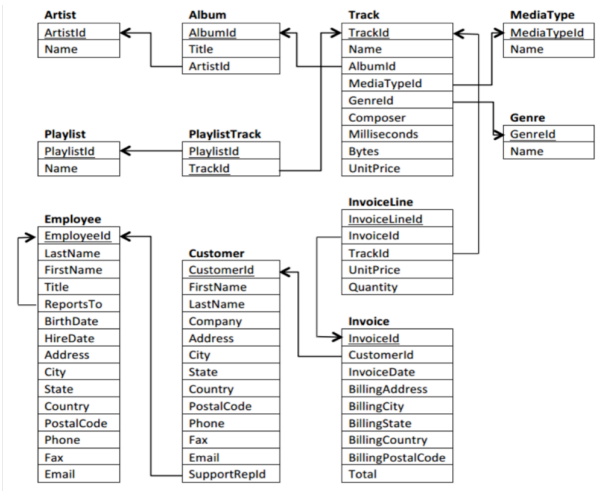 Artist
ArtistId
Name
Album
AlbumId
Title
ArtistId
Track
TrackId
Name
AlbumId
MediaTypeId
GenreId
Composer
Milliseconds
Bytes
UnitPrice
MediaType
MediaTypeId
Name
Genre
GenreId
Name
Playlist
PlaylistId
Name
PlaylistTrack
PlaylistId
TrackId
InvoiceLine
InvoiceLineId
InvoiceId
TrackId
UnitPrice
Quantity
Employee
EmployeeId
LastName
FirstName
Title
ReportsTo
BirthDate
HireDate
Address
City
State
Country
PostalCode
Phone
Fax
Email
Customer
CustomerId
FirstName
LastName
Company
Address
City
State
Country
PostalCode
Phone
Fax
Email
SupportRepId
Invoice
InvoiceId
CustomerId
InvoiceDate
BillingAddress
BillingCity
BillingState
BillingCountry
BillingPostalCode
Total